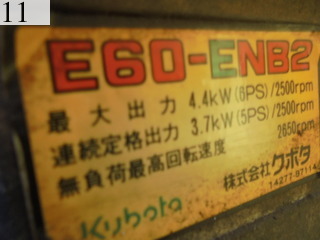 11
E60-ENB2
最大出力 4.4kW(6PS)/2500rpm
連続定格出力 3.7kW(5PS)/2500rpm
無負荷最高回転速度 2650rpm
株式会社クボタ
Kubota